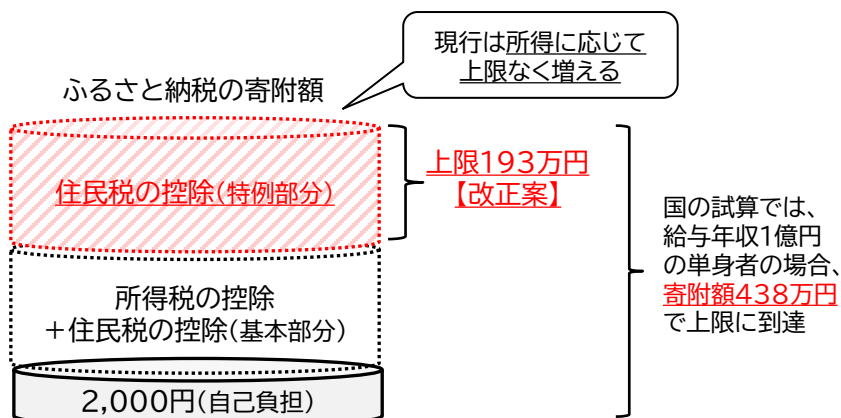 現行は所得に応じて
上限なく増える
ふるさと納税の寄附額
住民税の控除(特例部分)
上限193万円
【改正案】
所得税の控除
+住民税の控除(基本部分)
2,000円(自己負担)
国の試算では、
給与年収1億円
の単身者の場合、
寄附額438万円
で上限に到達